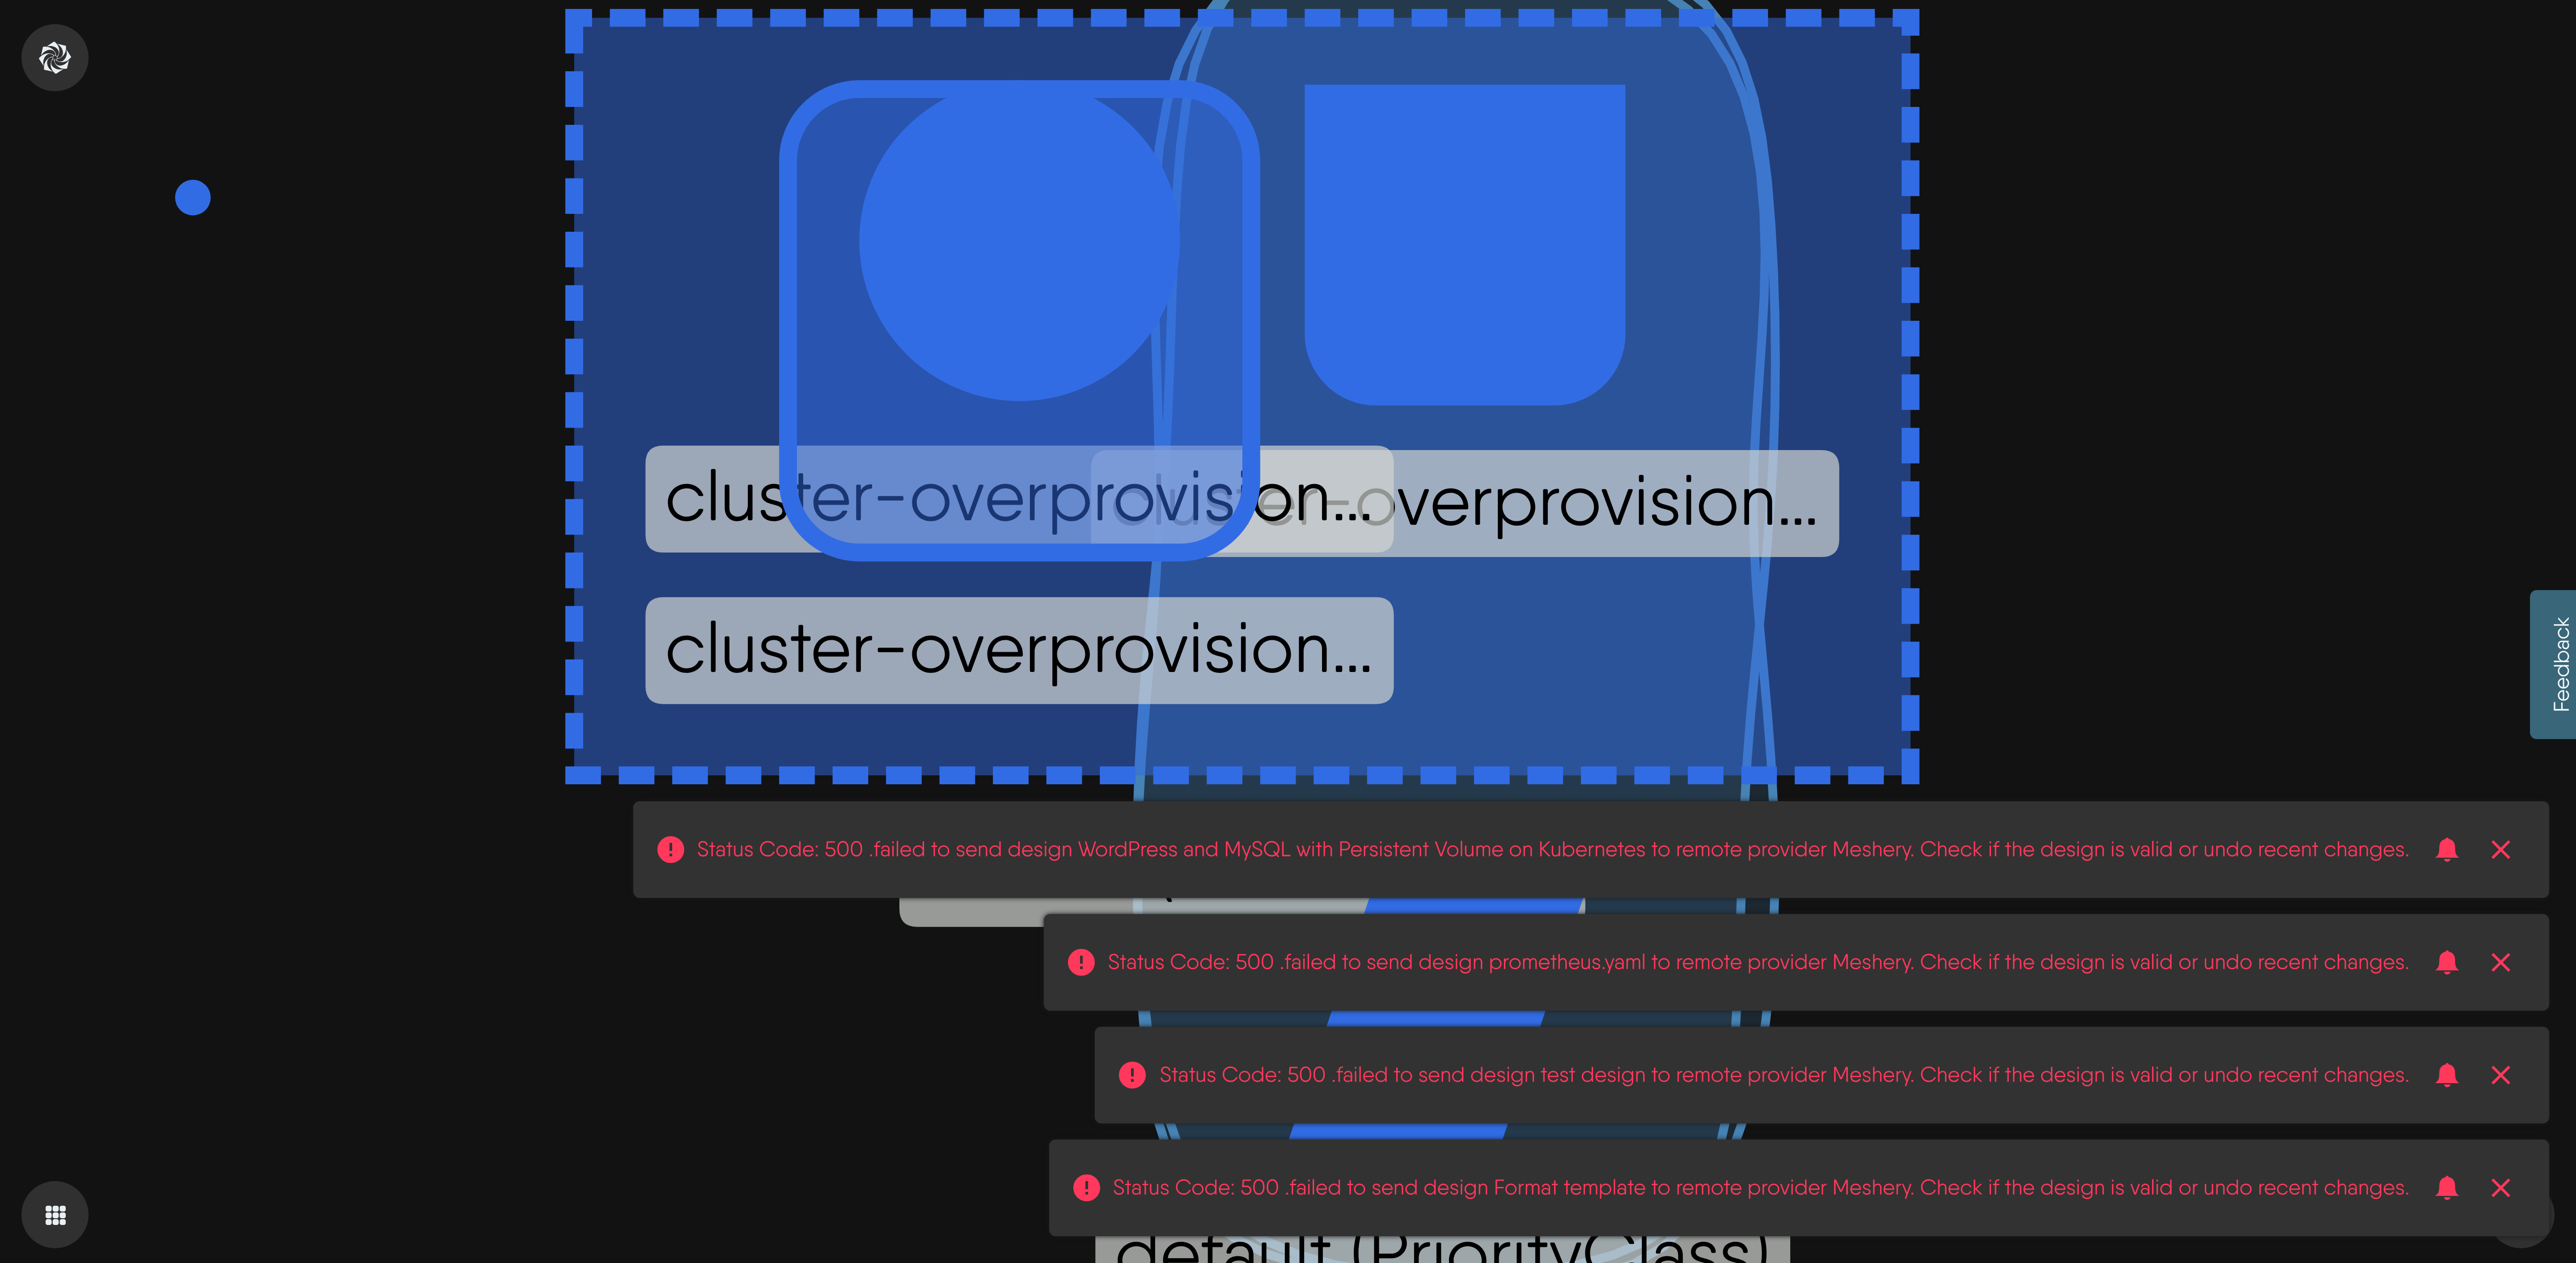 cluster-overprovision...
cluster-overprovision...
cluster-overprovision...
Feedback
Status Code: 500 .failed to send design WordPress and MySQL with Persistent Volume on Kubernetes to remote provider Meshery. Check if the design is valid or undo recent changes.
Status Code: 500 .failed to send design prometheus.yaml to remote provider Meshery. Check if the design is valid or undo recent changes.
Status Code: 500 .failed to send design test design to remote provider Meshery. Check if the design is valid or undo recent changes.
Status Code: 500 .failed to send design Format template to remote provider Meshery. Check if the design is valid or undo recent changes.
default (PriorityClass)